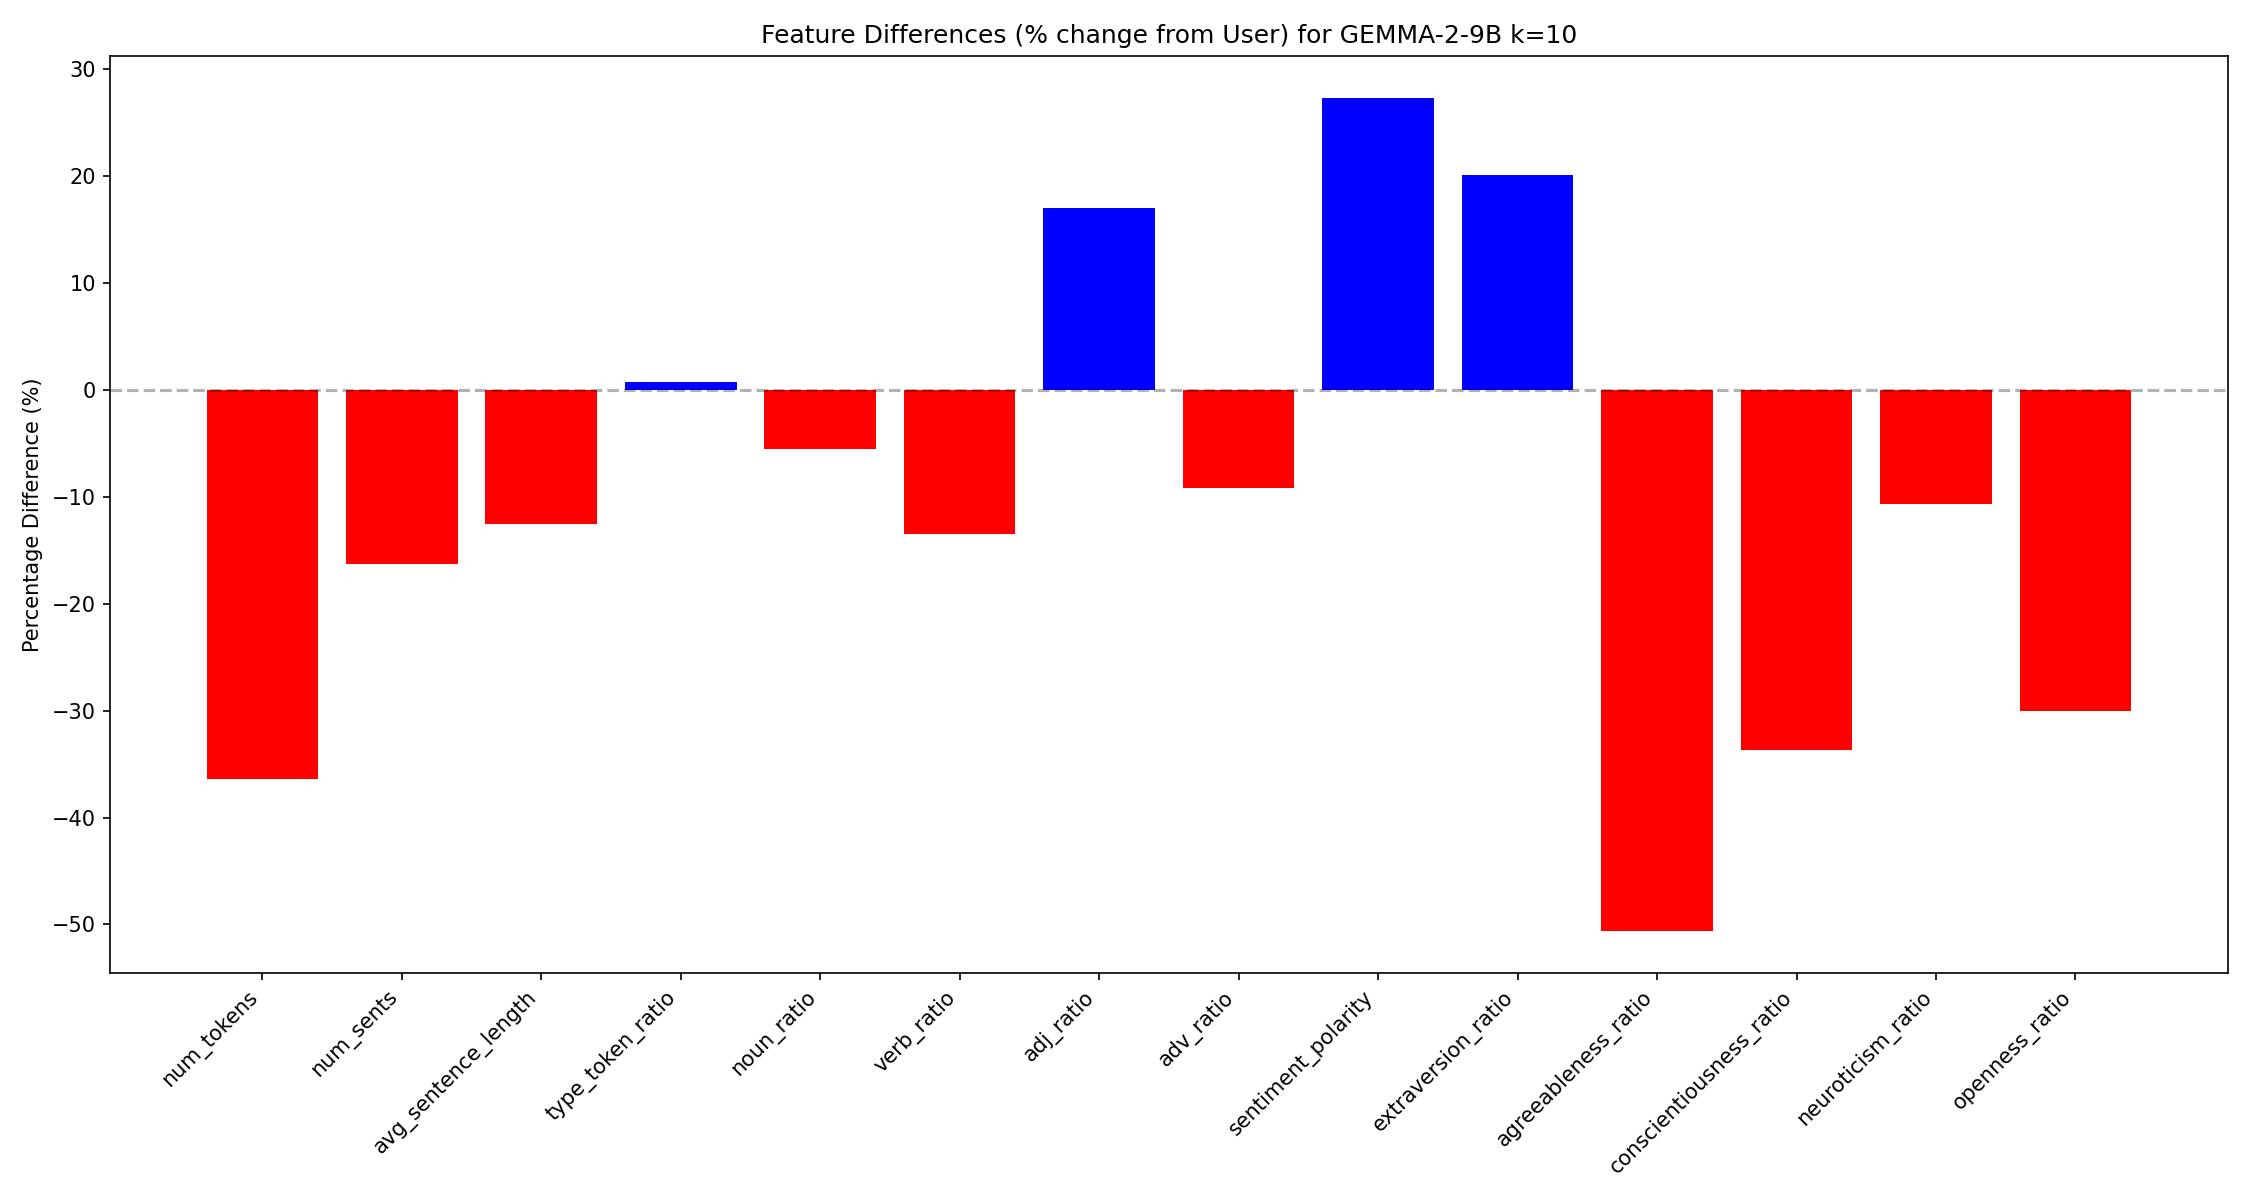 Feature Differences (% change from User) for GEMMA-2-9B k=10
Percentage Difference (%)
30
20
10
0
−10
−20
−30
−40
−50
num_tokens
num_sents
avg_sentence_length
type_token_ratio
noun_ratio
verb_ratio
adj_ratio
adv_ratio
sentiment_polarity
extraversion_ratio
agreeableness_ratio
conscientiousness_ratio
neuroticism_ratio
openness_ratio